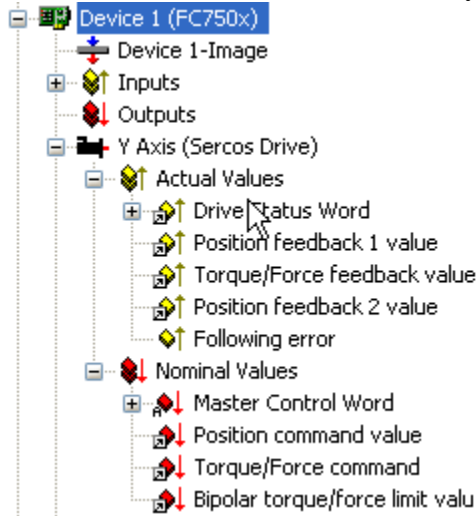 Device 1 (FC750x)
Device 1-Image
Inputs
Outputs
Y Axis (Sercos Drive)
Actual Values
Drive Status Word
Position feedback 1 value
Torque/Force feedback value
Position feedback 2 value
Following error
Nominal Values
Master Control Word
Position command value
Torque/Force command
Bipolar torque/force limit valu